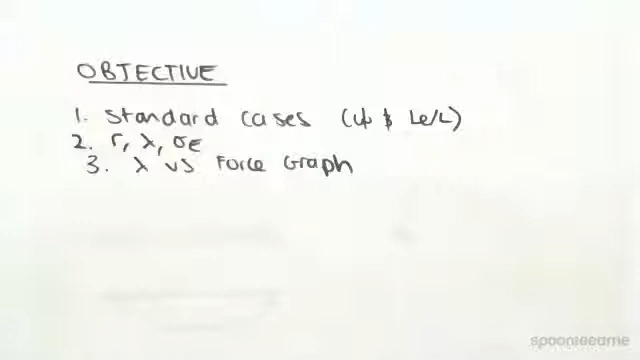 OBJECTIVE
1. Standard cases (ψ & Le/L)
2. r, λ, σE
3. λ vs Force Graph
spoonfeedme